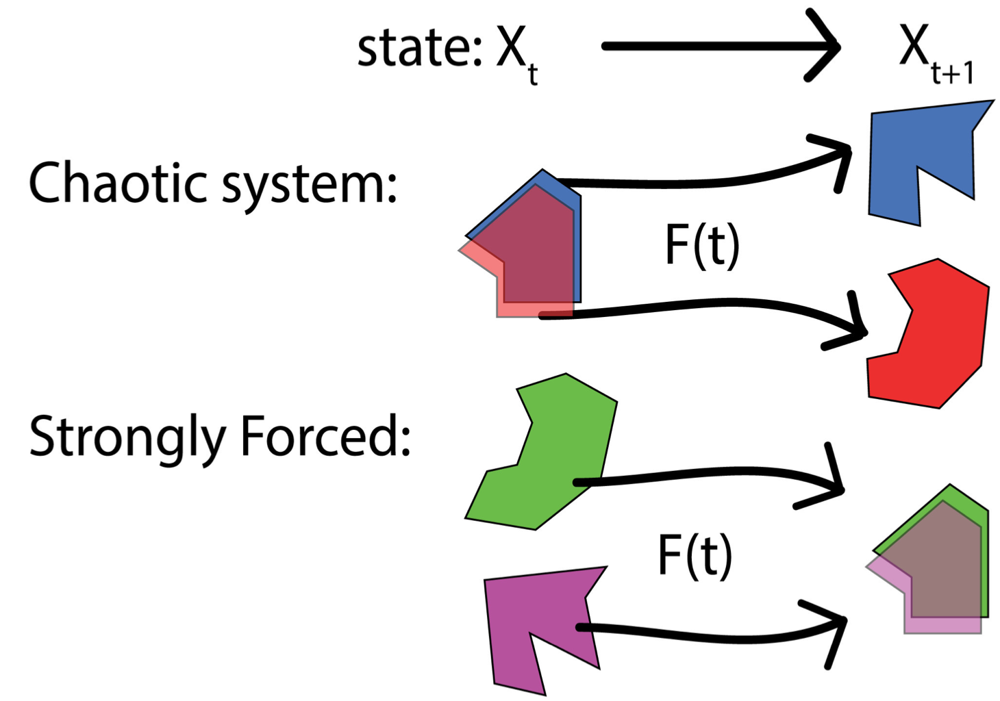 state: Xt
Xt+1
Chaotic system:
F(t)
Strongly Forced:
F(t)